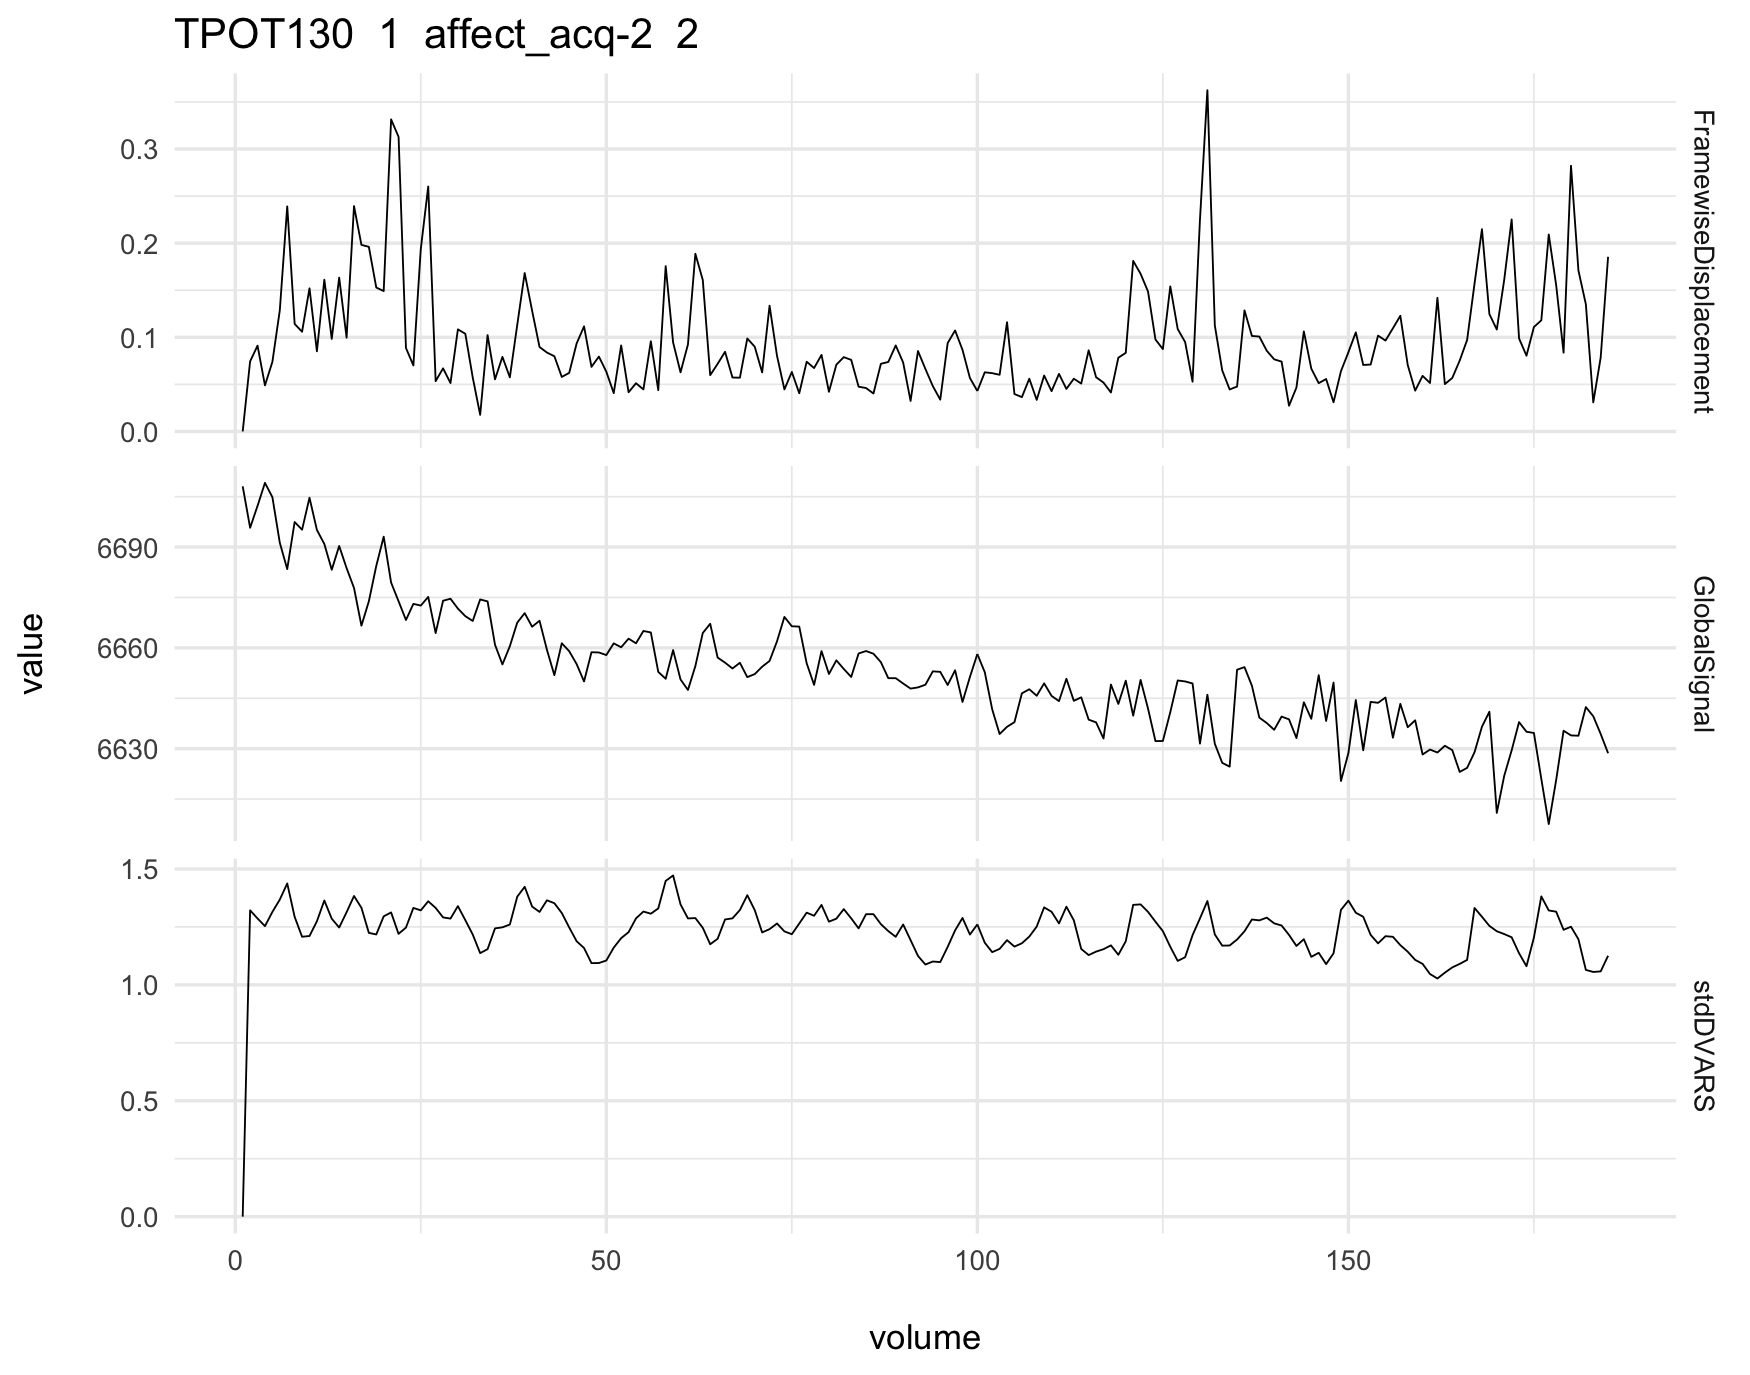 TPOT130 1 affect_acq-2 2
0.3
0.2
0.1
0.0
FramewiseDisplacement
6690
6660
6630
GlobalSignal
1.5
1.0
0.5
0.0
stdDVARS
value
0 50 100 150
volume